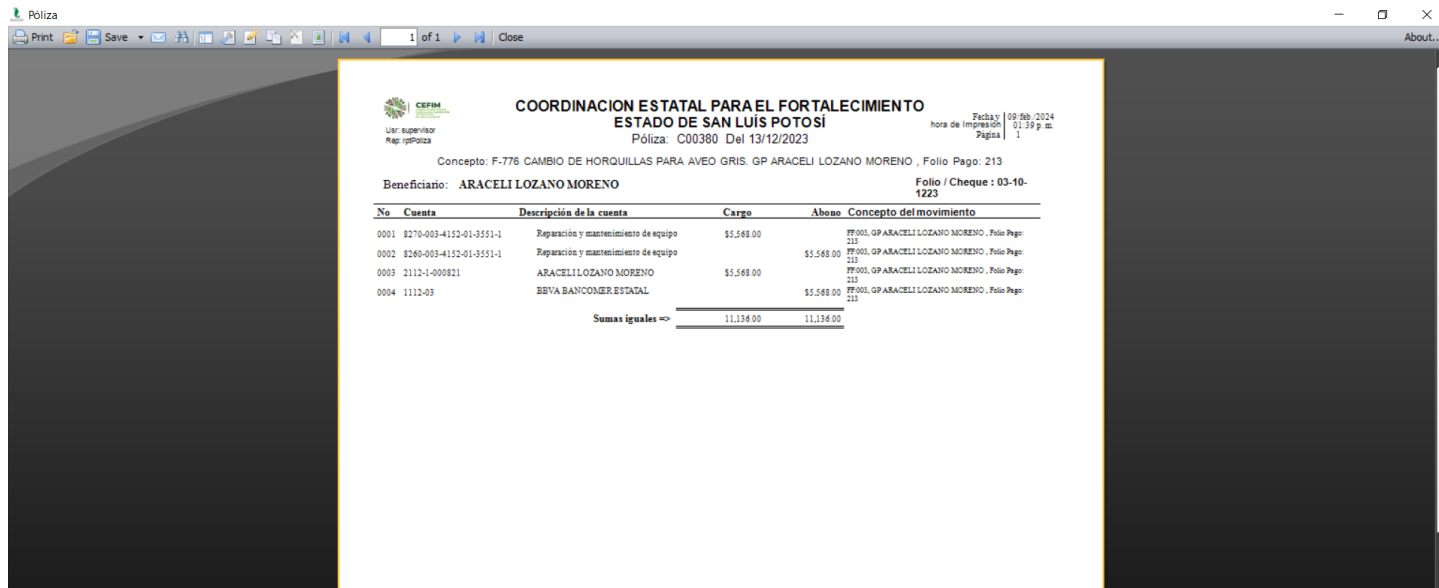 Póliza
Print Save 1 of 1 Close About..
CEFIM
COORDINACION ESTATAL PARA EL FORTALECIMIENTO
ESTADO DE SAN LUÍS POTOSÍ
Fecha y hora de Impresión 09/feb./2024 01:39 p. m.
Página 1
Usr: supervisor
Rep: rptPoliza
Póliza: C00380 Del 13/12/2023
Concepto: F-776 CAMBIO DE HORQUILLAS PARA AVEO GRIS. GP ARACELI LOZANO MORENO , Folio Pago: 213
Beneficiario: ARACELI LOZANO MORENO
Folio / Cheque : 03-10-
1223
No Cuenta Descripción de la cuenta Cargo Abono Concepto del movimiento
0001 8270-003-4152-01-3551-1 Reparación y mantenimiento de equipo $5,568.00 FF:003, GP ARACELI LOZANO MORENO , Folio Pago:
213
0002 8260-003-4152-01-3551-1 Reparación y mantenimiento de equipo $5,568.00 FF:003, GP ARACELI LOZANO MORENO , Folio Pago:
213
0003 2112-1-000821 ARACELI LOZANO MORENO $5,568.00 FF:003, GP ARACELI LOZANO MORENO , Folio Pago:
213
0004 1112-03 BBVA BANCOMER ESTATAL $5,568.00 FF:003, GP ARACELI LOZANO MORENO , Folio Pago:
213
Sumas iguales => 11,136.00 11,136.00